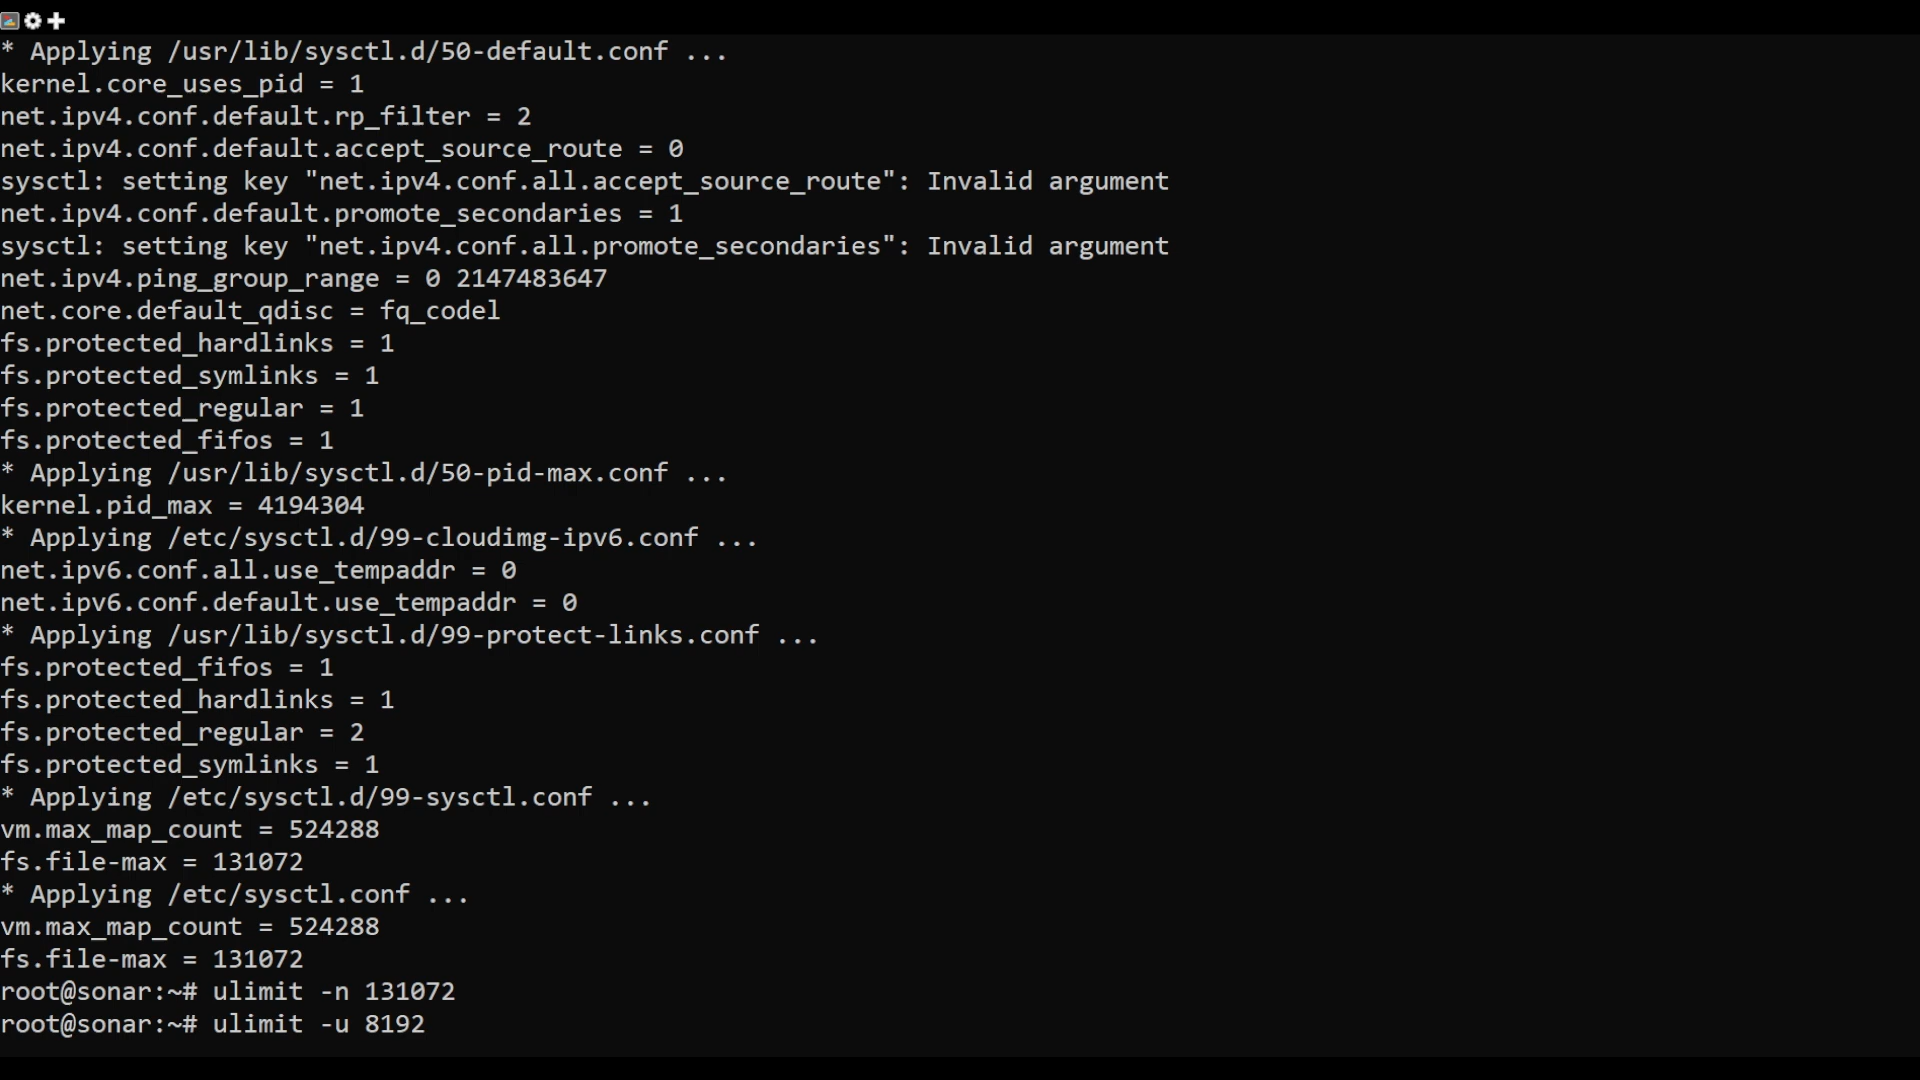 * Applying /usr/lib/sysctl.d/50-default.conf ...
kernel.core_uses_pid = 1
net.ipv4.conf.default.rp_filter = 2
net.ipv4.conf.default.accept_source_route = 0
sysctl: setting key "net.ipv4.conf.all.accept_source_route": Invalid argument
net.ipv4.conf.default.promote_secondaries = 1
sysctl: setting key "net.ipv4.conf.all.promote_secondaries": Invalid argument
net.ipv4.ping_group_range = 0 2147483647
net.core.default_qdisc = fq_codel
fs.protected_hardlinks = 1
fs.protected_symlinks = 1
fs.protected_regular = 1
fs.protected_fifos = 1
* Applying /usr/lib/sysctl.d/50-pid-max.conf ...
kernel.pid_max = 4194304
* Applying /etc/sysctl.d/99-cloudimg-ipv6.conf ...
net.ipv6.conf.all.use_tempaddr = 0
net.ipv6.conf.default.use_tempaddr = 0
* Applying /usr/lib/sysctl.d/99-protect-links.conf ...
fs.protected_fifos = 1
fs.protected_hardlinks = 1
fs.protected_regular = 2
fs.protected_symlinks = 1
* Applying /etc/sysctl.d/99-sysctl.conf ...
vm.max_map_count = 524288
fs.file-max = 131072
* Applying /etc/sysctl.conf ...
vm.max_map_count = 524288
fs.file-max = 131072
root@sonar:~# ulimit -n 131072
root@sonar:~# ulimit -u 8192